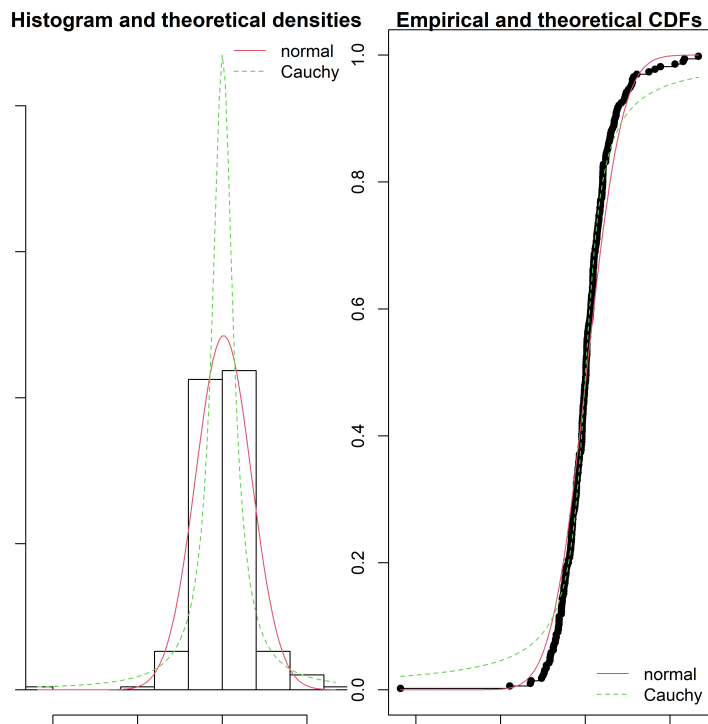 Histogram and theoretical densities
normal
Cauchy
Empirical and theoretical CDFs
1.0
0.8
0.6
0.4
0.2
0.0
normal
Cauchy